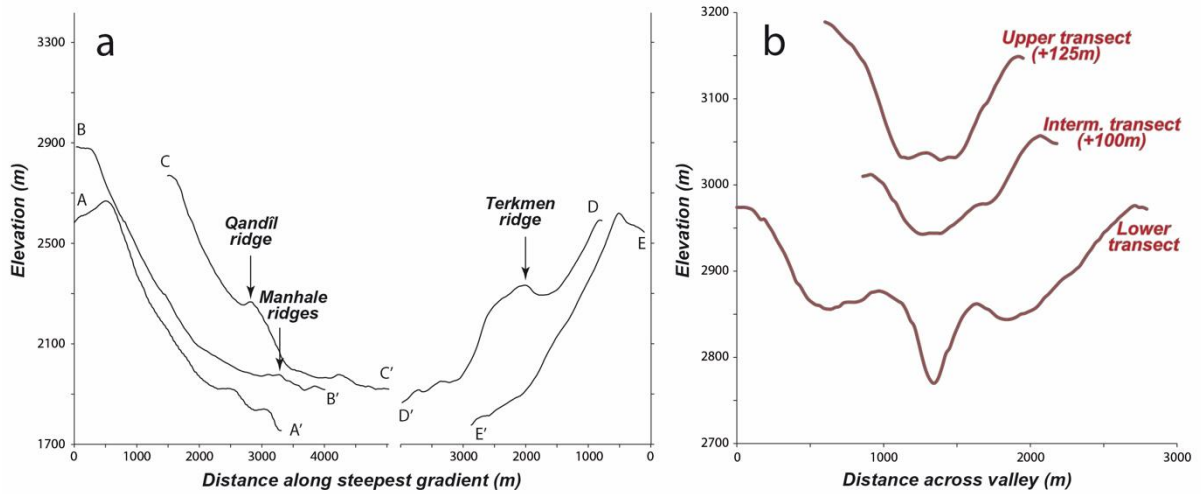 a
Elevation (m)
3300
2900
2500
2100
1700
B
A
C
Qandîl
ridge
Manhale
ridges
Terkmen
ridge
D
E
A'
B'
C'
D'
E'
0
1000
2000
3000
4000
3000
2000
1000
0
Distance along steepest gradient (m)
b
Elevation (m)
3200
3100
3000
2900
2800
2700
Upper transect
(+125m)
Interm. transect
(+100m)
Lower
transect
0
1000
2000
3000
Distance across valley (m)